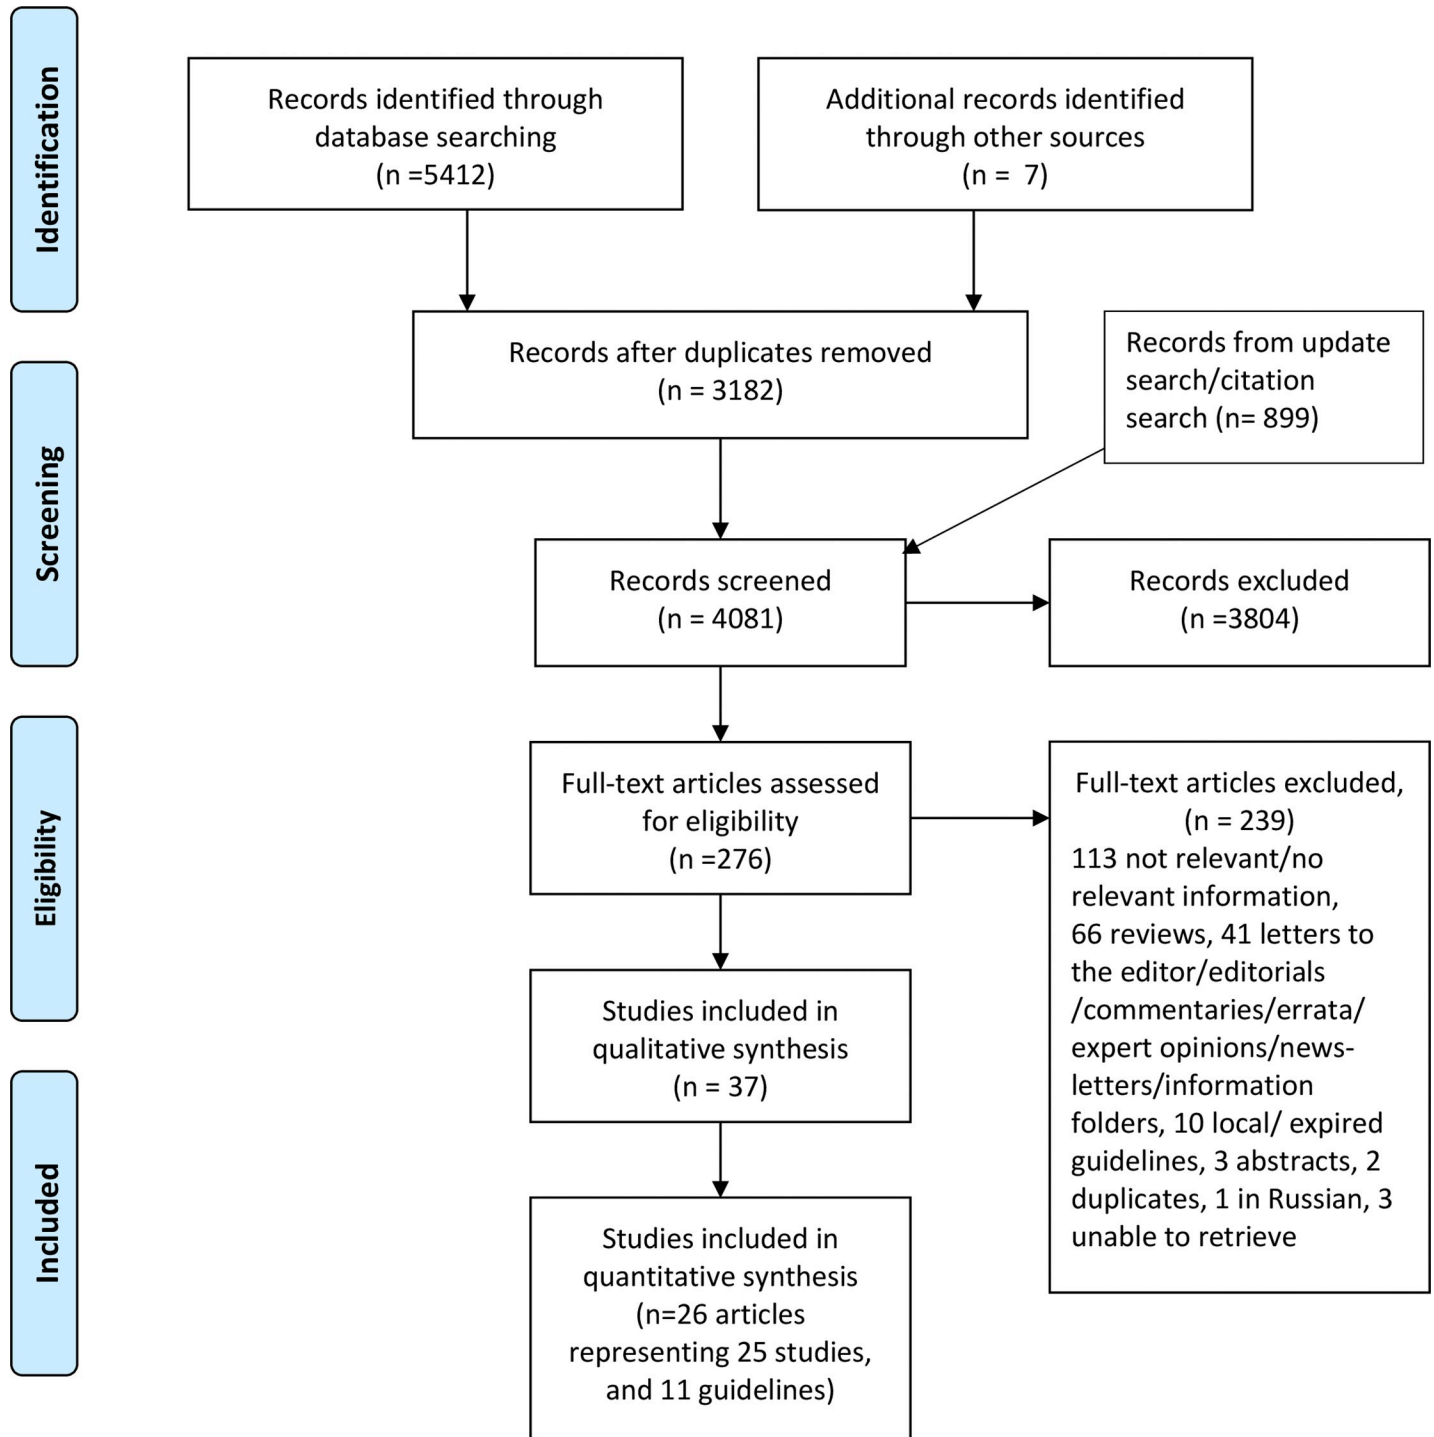 Identification
Records identified through
database searching
(n =5412)
Additional records identified
through other sources
(n =  7)
Records after duplicates removed
(n = 3182)
Records from update
search/citation
search (n= 899)
Screening
Records screened
(n = 4081)
Records excluded
(n =3804)
Eligibility
Full-text articles assessed
for eligibility
(n =276)
Full-text articles excluded,
(n = 239)
113 not relevant/no
relevant information,
66 reviews, 41 letters to
the editor/editorials
/commentaries/errata/
expert opinions/news-
letters/information
folders, 10 local/ expired
guidelines, 3 abstracts, 2
duplicates, 1 in Russian, 3
unable to retrieve
Studies included in
qualitative synthesis
(n = 37)
Included
Studies included in
quantitative synthesis
(n=26 articles
representing 25 studies,
and 11 guidelines)